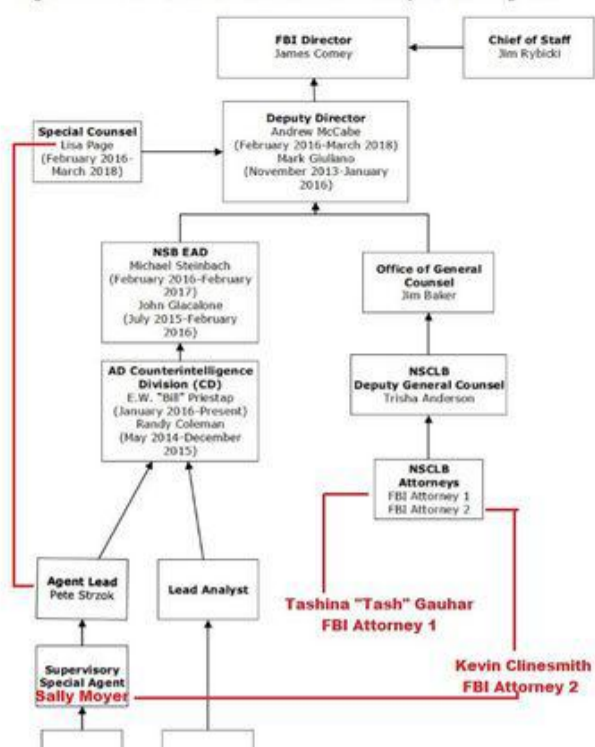 FBI Director
James Comey
Chief of Staff
Jim Rybicki
Deputy Director
Andrew McCabe
(February 2016-March 2018)
Mark Giuliano
(November 2013-January
2016)
Special Counsel
Lisa Page
(February 2016-
March 2018)
NSB EAD
Michael Steinbach
(February 2016-February
2017)
John Giacalone
(July 2015-February
2016)
Office of General
Counsel
Jim Baker
AD Counterintelligence
Division (CD)
E.W. "Bill" Priestap
(January 2016-Present)
Randy Coleman
(May 2014-December
2015)
NSCLB
Deputy General Counsel
Trisha Anderson
NSCLB
Attorneys
FBI Attorney 1
FBI Attorney 2
Agent Lead
Pete Strzok
Lead Analyst
Tashina "Tash" Gauhar
FBI Attorney 1
Kevin Clinesmith
FBI Attorney 2
Supervisory
Special Agent
Sally Moyer